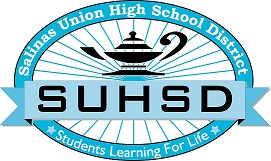 Salinas Union High School District
SUHSD
Students Learning For Life